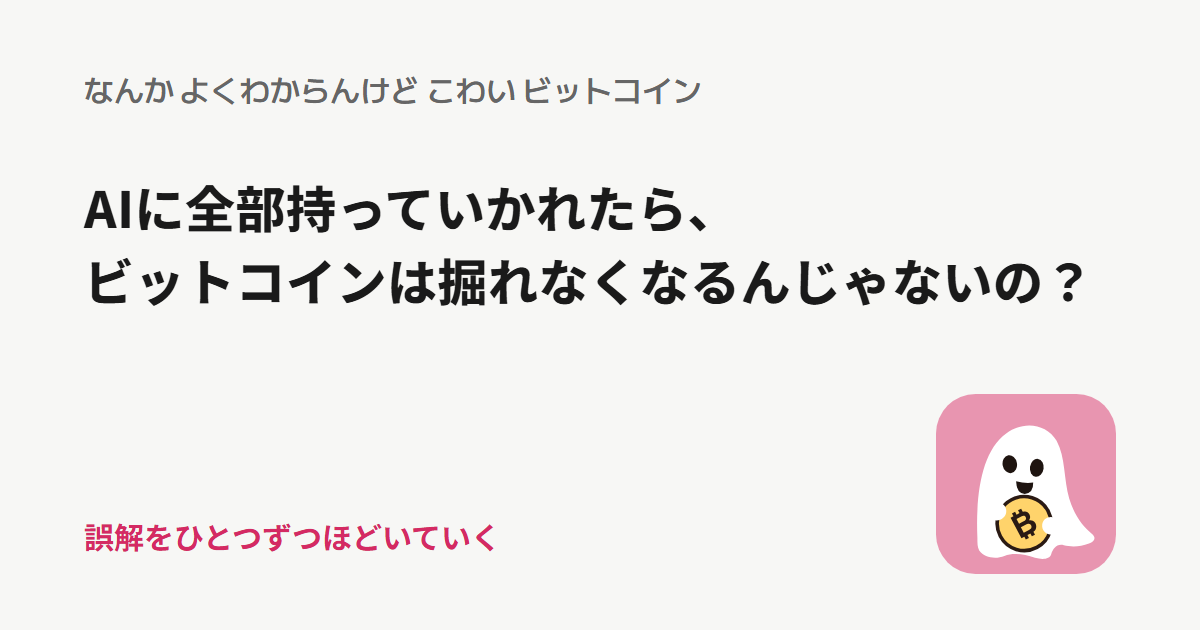 なんか よくわからんけど こわい ビットコイン
AIに全部持っていかれたら、
ビットコインは掘れなくなるんじゃないの？
誤解をひとつずつほどいていく
₿